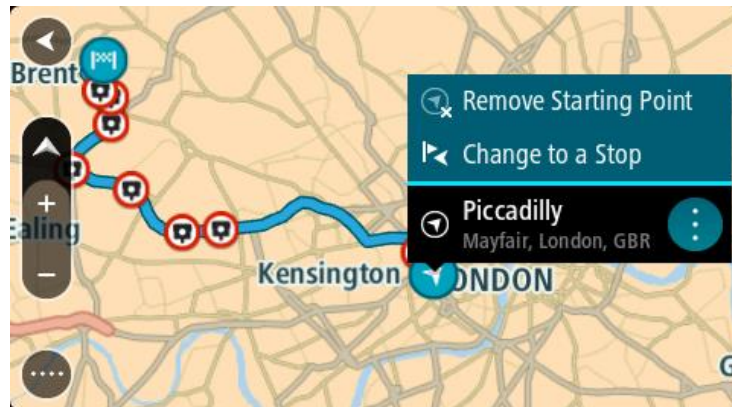 Brent
Remove Starting Point
Change to a Stop
Piccadilly
Mayfair, London, GBR
Ealing
Kensington
ONDON
G